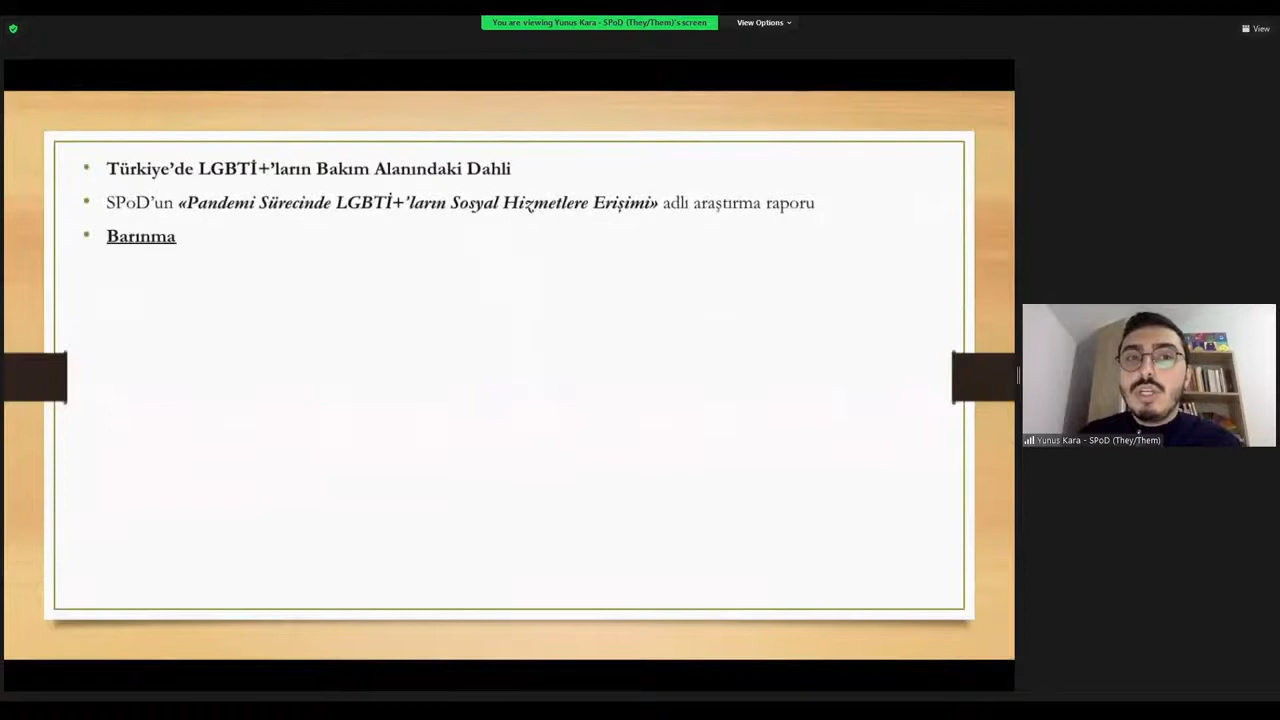 You are viewing Yunus Kara - SPoD (They/Them)'s screen
View Options
View
Türkiye’de LGBTİ+’ların Bakım Alanındaki Dahli
SPoD’un «Pandemi Sürecinde LGBTİ+’ların Sosyal Hizmetlere Erişimi» adlı araştırma raporu
Barınma
Yunus Kara - SPoD (They/Them)